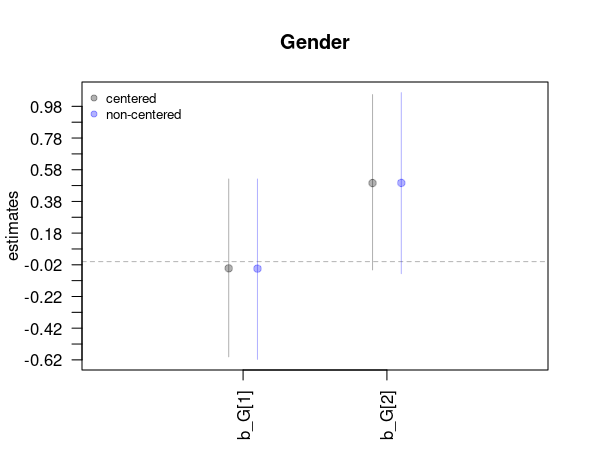 Gender
centered
non-centered
estimates
0.98
0.78
0.58
0.38
0.18
-0.02
-0.22
-0.42
-0.62
b_G[1]
b_G[2]